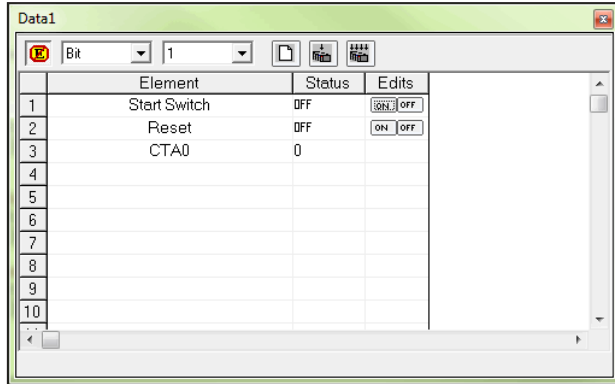 Data1
E Bit 1
Element Status Edits
1 Start Switch OFF ON OFF
2 Reset OFF ON OFF
3 CTA0 0
4
5
6
7
8
9
10